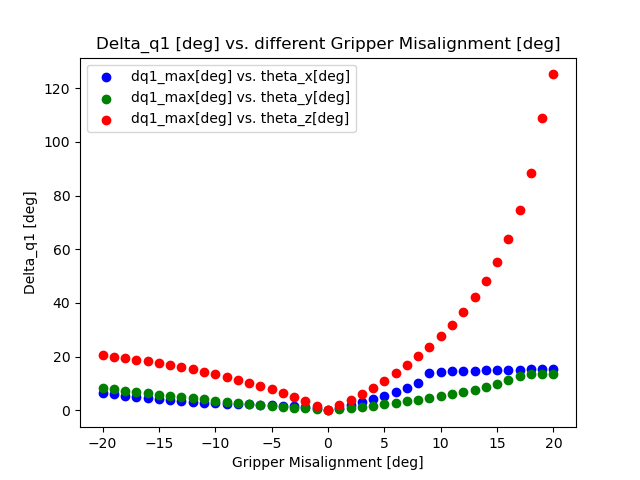 Delta_q1 [deg] vs. different Gripper Misalignment [deg]
dq1_max[deg] vs. theta_x[deg]
dq1_max[deg] vs. theta_y[deg]
dq1_max[deg] vs. theta_z[deg]
Delta_q1 [deg]
120
100
80
60
40
20
0
−20 −15 −10 −5 0 5 10 15 20
Gripper Misalignment [deg]